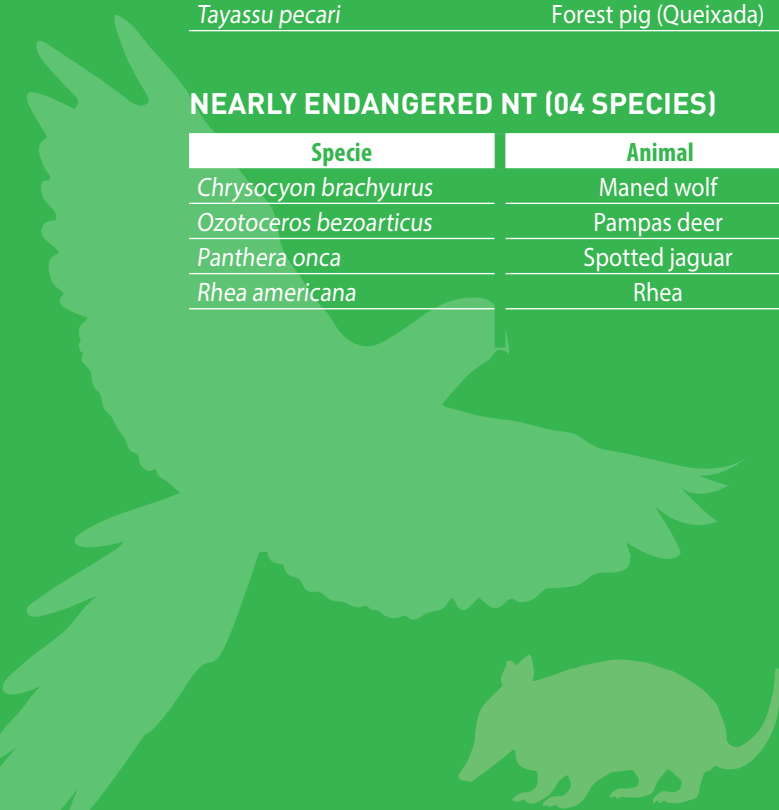 Tayassu pecari Forest pig (Queixada)
NEARLY ENDANGERED NT (04 SPECIES)
Specie Animal
Chrysocyon brachyurus Maned wolf
Ozotoceros bezoarticus Pampas deer
Panthera onca Spotted jaguar
Rhea americana Rhea